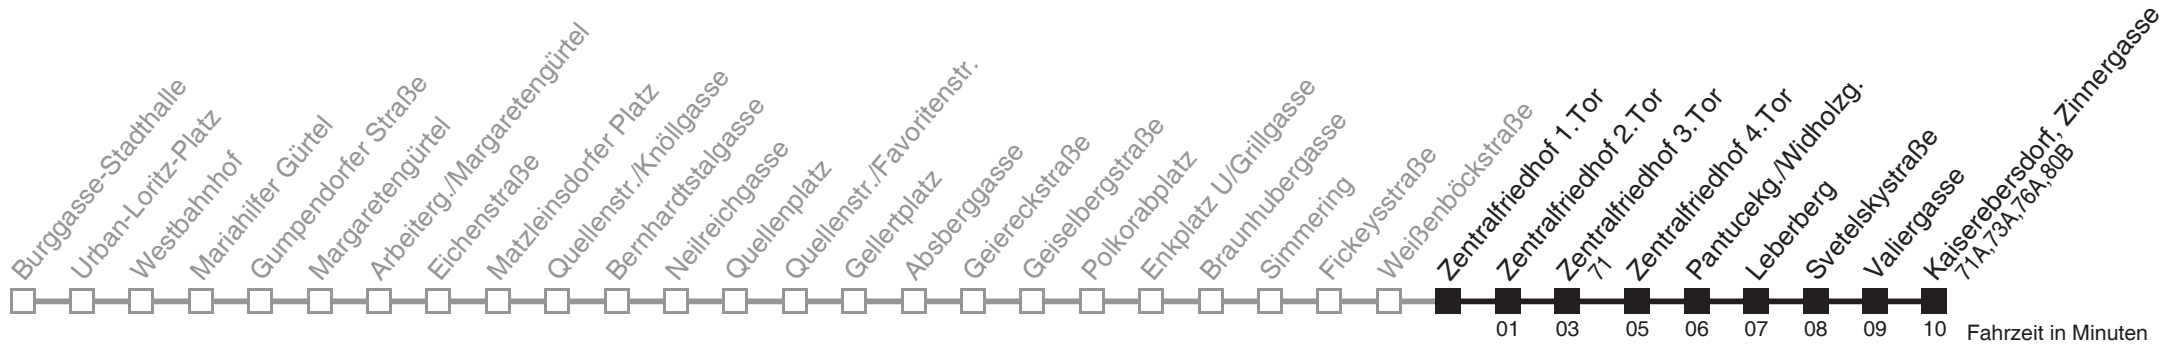 Burggasse-Stadthalle
Urban-Loritz-Platz
Westbahnhof
Mariahilfer Gürtel
Gumpendorfer Straße
Margaretengürtel
Arbeiterg./Margaretengürtel
Eichenstraße
Matzleinsdorfer Platz
Quellenstr./Knöllgasse
Bernhardtstalgasse
Neilreichgasse
Quellenplatz
Quellenstr./Favoritenstr.
Gellertplatz
Absberggasse
Geiereckstraße
Geiselbergstraße
Polkorabplatz
Enkplatz U/Grillgasse
Braunhubergasse
Simmering
Fickeysstraße
Weißenböckstraße
Zentralfriedhof 1.Tor
Zentralfriedhof 2.Tor
Zentralfriedhof 3.Tor
71
Zentralfriedhof 4.Tor
Pantucekg./Widholzg.
Leberberg
Svetelskystraße
Valiergasse
Kaiserebersdorf, Zinnergasse
71A,73A,76A,80B
01 03 05 06 07 08 09 10 Fahrzeit in Minuten